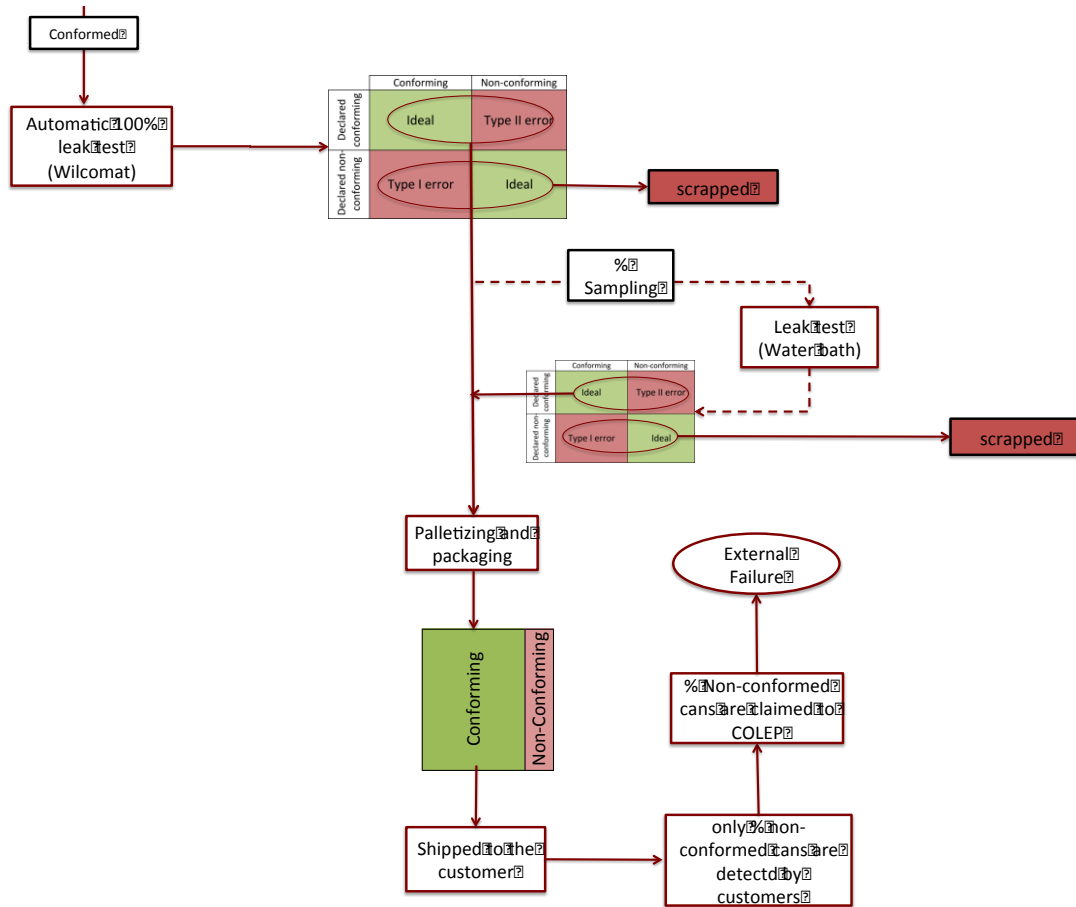 Conformed
Automatic 100%
leak test
(Wilcomat)
Conforming
Non-conforming
Declared
conforming
Ideal
Type II error
Declared non-
conforming
Type I error
Ideal
scrapped
%
Sampling
Leak test
(Water bath)
Conforming
Non-conforming
Declared
conforming
Ideal
Type II error
Declared non-
conforming
Type I error
Ideal
scrapped
Palletizing and
packaging
External
Failure
Conforming
Non-Conforming
% Non-conformed
cans are claimed to
COLEP
Shipped to the
customer
only % non-
conformed cans are
detectd by
customers